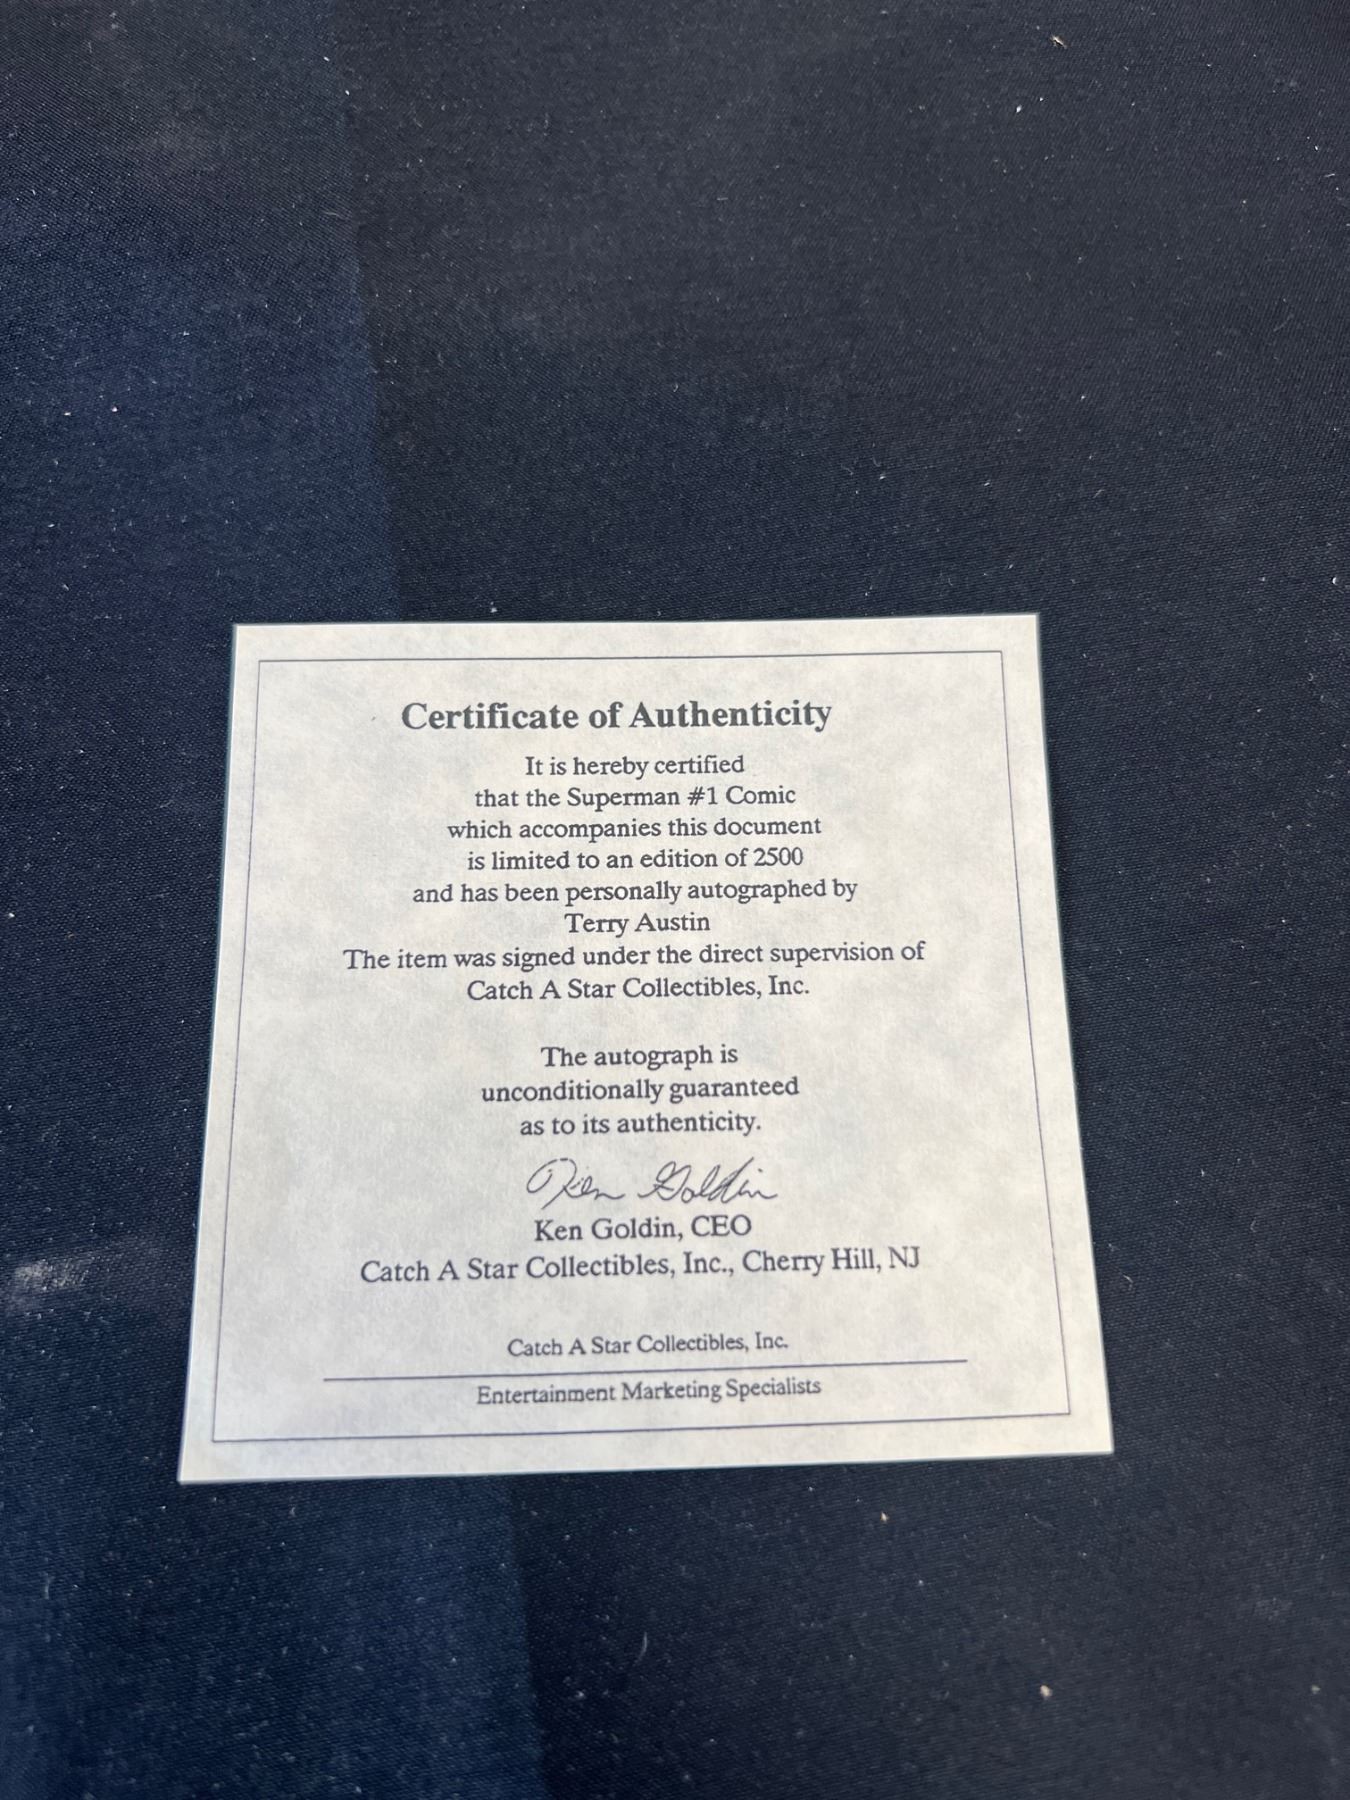 Certificate of Authenticity
It is hereby certified
that the Superman #1 Comic
which accompanies this document
is limited to an edition of 2500
and has been personally autographed by
Terry Austin
The item was signed under the direct supervision of
Catch A Star Collectibles, Inc.
The autograph is
unconditionally guaranteed
as to its authenticity.
Ken Goldin
Ken Goldin, CEO
Catch A Star Collectibles, Inc., Cherry Hill, NJ
Catch A Star Collectibles, Inc.
Entertainment Marketing Specialists